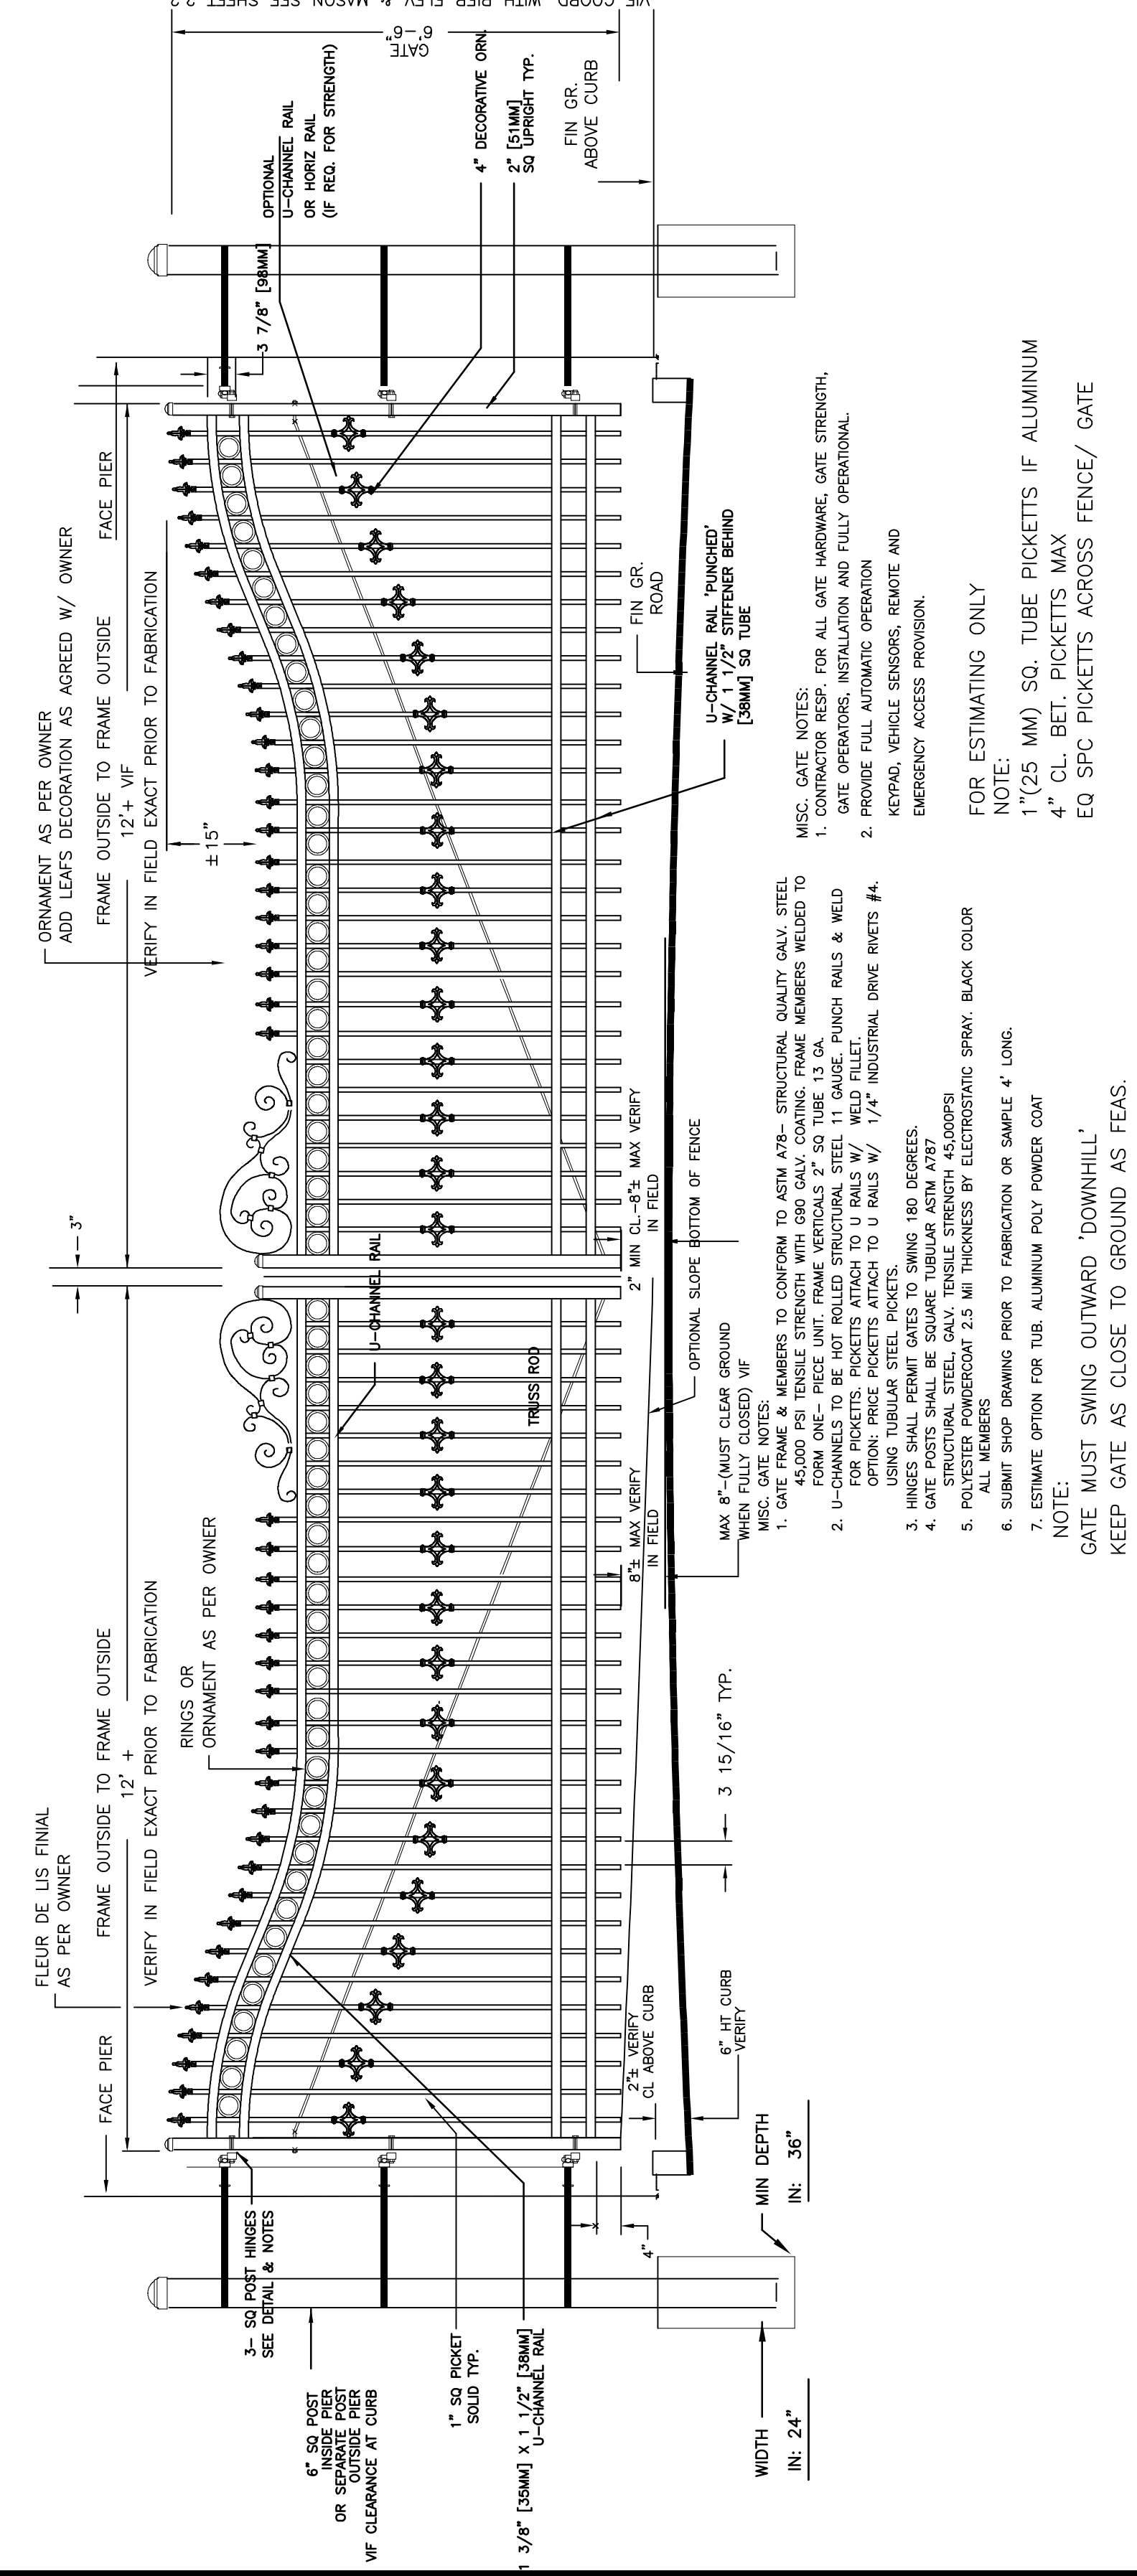 ORNAMENT AS PER OWNER
ADD LEAFS DECORATION AS AGREED W/ OWNER
FLEUR DE LIS FINIAL
AS PER OWNER
FACE PIER
FRAME OUTSIDE TO FRAME OUTSIDE
12' +
VERIFY IN FIELD EXACT PRIOR TO FABRICATION
3"
FRAME OUTSIDE TO FRAME OUTSIDE
12'+ VIF
VERIFY IN FIELD EXACT PRIOR TO FABRICATION
FACE PIER
RINGS OR
ORNAMENT AS PER OWNER
±15"
3 7/8" [98MM]
OPTIONAL
U-CHANNEL RAIL
OR HORIZ RAIL
(IF REQ. FOR STRENGTH)
GATE
6'-6"
VIF COORD. WITH PIER ELEV & MASON SEE SHEET
4" DECORATIVE ORN.
2" [51MM]
SQ UPRIGHT TYP.
FIN GR.
ABOVE CURB
3- SQ POST HINGES
SEE DETAIL & NOTES
6" SQ POST
INSIDE PIER
OR SEPARATE POST
OUTSIDE PIER
VIF CLEARANCE AT CURB
1" SQ PICKET
SOLID TYP.
1 3/8" [35MM] X 1 1/2" [38MM]
U-CHANNEL RAIL
U-CHANNEL RAIL
TRUSS ROD
4"
2"± VERIFY
CL ABOVE CURB
8"± MAX VERIFY
IN FIELD
2" MIN CL.-8"± MAX VERIFY
IN FIELD
FIN GR.
ROAD
OPTIONAL SLOPE BOTTOM OF FENCE
U-CHANNEL RAIL 'PUNCHED'
W/ 1 1/2" STIFFENER BEHIND
[38MM] SQ TUBE
6" HT CURB
VERIFY
3 15/16" TYP.
MAX 8"-(MUST CLEAR GROUND
WHEN FULLY CLOSED) VIF
WIDTH
IN: 24"
MIN DEPTH
IN: 36"
MISC. GATE NOTES:
1. GATE FRAME & MEMBERS TO CONFORM TO ASTM A78- STRUCTURAL QUALITY GALV. STEEL
45,000 PSI TENSILE STRENGTH WITH G90 GALV. COATING. FRAME MEMBERS WELDED TO
FORM ONE- PIECE UNIT. FRAME VERTICALS 2" SQ TUBE 13 GA.
2. U-CHANNELS TO BE HOT ROLLED STRUCTURAL STEEL 11 GAUGE. PUNCH RAILS & WELD
FOR PICKETTS. PICKETTS ATTACH TO U RAILS W/ WELD FILLET.
OPTION: PRICE PICKETTS ATTACH TO U RAILS W/ 1/4" INDUSTRIAL DRIVE RIVETS #4.
USING TUBULAR STEEL PICKETS.
3. HINGES SHALL PERMIT GATES TO SWING 180 DEGREES.
4. GATE POSTS SHALL BE SQUARE TUBULAR ASTM A787
STRUCTURAL STEEL, GALV. TENSILE STRENGTH 45,000PSI
5. POLYESTER POWDERCOAT 2.5 Mil THICKNESS BY ELECTROSTATIC SPRAY. BLACK COLOR
ALL MEMBERS
6. SUBMIT SHOP DRAWING PRIOR TO FABRICATION OR SAMPLE 4' LONG.
7. ESTIMATE OPTION FOR TUB. ALUMINUM POLY POWDER COAT
NOTE:
GATE MUST SWING OUTWARD 'DOWNHILL'
KEEP GATE AS CLOSE TO GROUND AS FEAS.
MISC. GATE NOTES:
1. CONTRACTOR RESP. FOR ALL GATE HARDWARE, GATE STRENGTH,
GATE OPERATORS, INSTALLATION AND FULLY OPERATIONAL.
2. PROVIDE FULL AUTOMATIC OPERATION
KEYPAD, VEHICLE SENSORS, REMOTE AND
EMERGENCY ACCESS PROVISION.
FOR ESTIMATING ONLY
NOTE:
1"(25 MM) SQ. TUBE PICKETTS IF ALUMINUM
4" CL. BET. PICKETTS MAX
EQ SPC PICKETTS ACROSS FENCE/ GATE